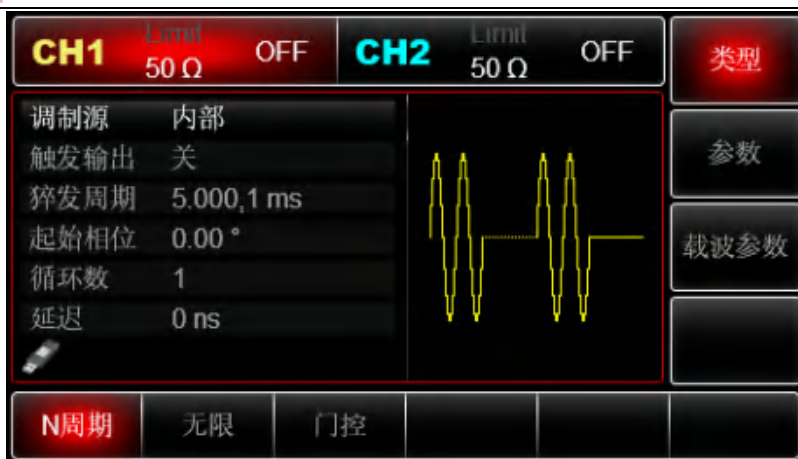 CH1 Limit 50 Ω OFF CH2 Limit 50 Ω OFF 类型
调制源 内部
触发输出 关
参数
猝发周期 5.000,1 ms
起始相位 0.00 °
载波参数
循环数 1
延迟 0 ns
N周期 无限 门控